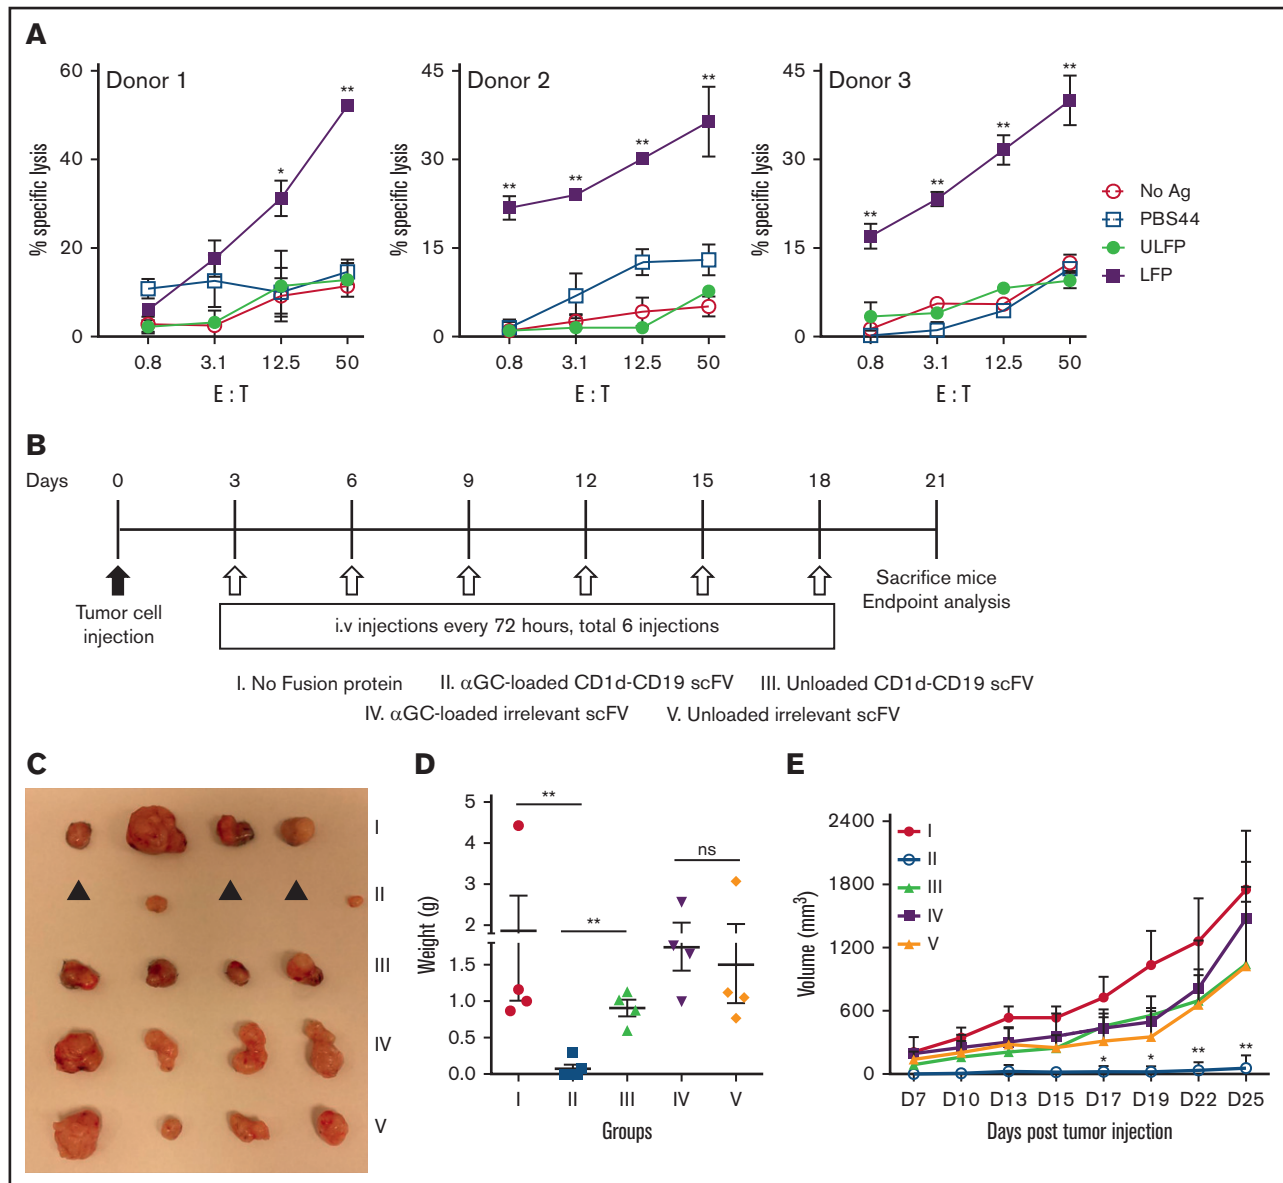 A
Donor 1
Donor 2
Donor 3
% specific lysis
60
40
20
0
0.8 3.1 12.5 50
E : T
* **
% specific lysis
45
30
15
0
0.8 3.1 12.5 50
E : T
** ** ** **
% specific lysis
45
30
15
0
0.8 3.1 12.5 50
E : T
** ** ** **
No Ag
PBS44
ULFP
LFP
B
Days 0 3 6 9 12 15 18 21
Tumor cell
injection
i.v injections every 72 hours, total 6 injections
Sacrifice mice
Endpoint analysis
I. No Fusion protein II. αGC-loaded CD1d-CD19 scFV III. Unloaded CD1d-CD19 scFV
IV. αGC-loaded irrelevant scFV V. Unloaded irrelevant scFV
C
I
II
III
IV
V
D
Weight (g)
5
4
3
2
1.5
1.0
0.5
0.0
**
**
ns
I II III IV V
Groups
E
Volume (mm³)
2400
1800
1200
600
0
I
II
III
IV
V
* * ** **
D7 D10 D13 D15 D17 D19 D22 D25
Days post tumor injection